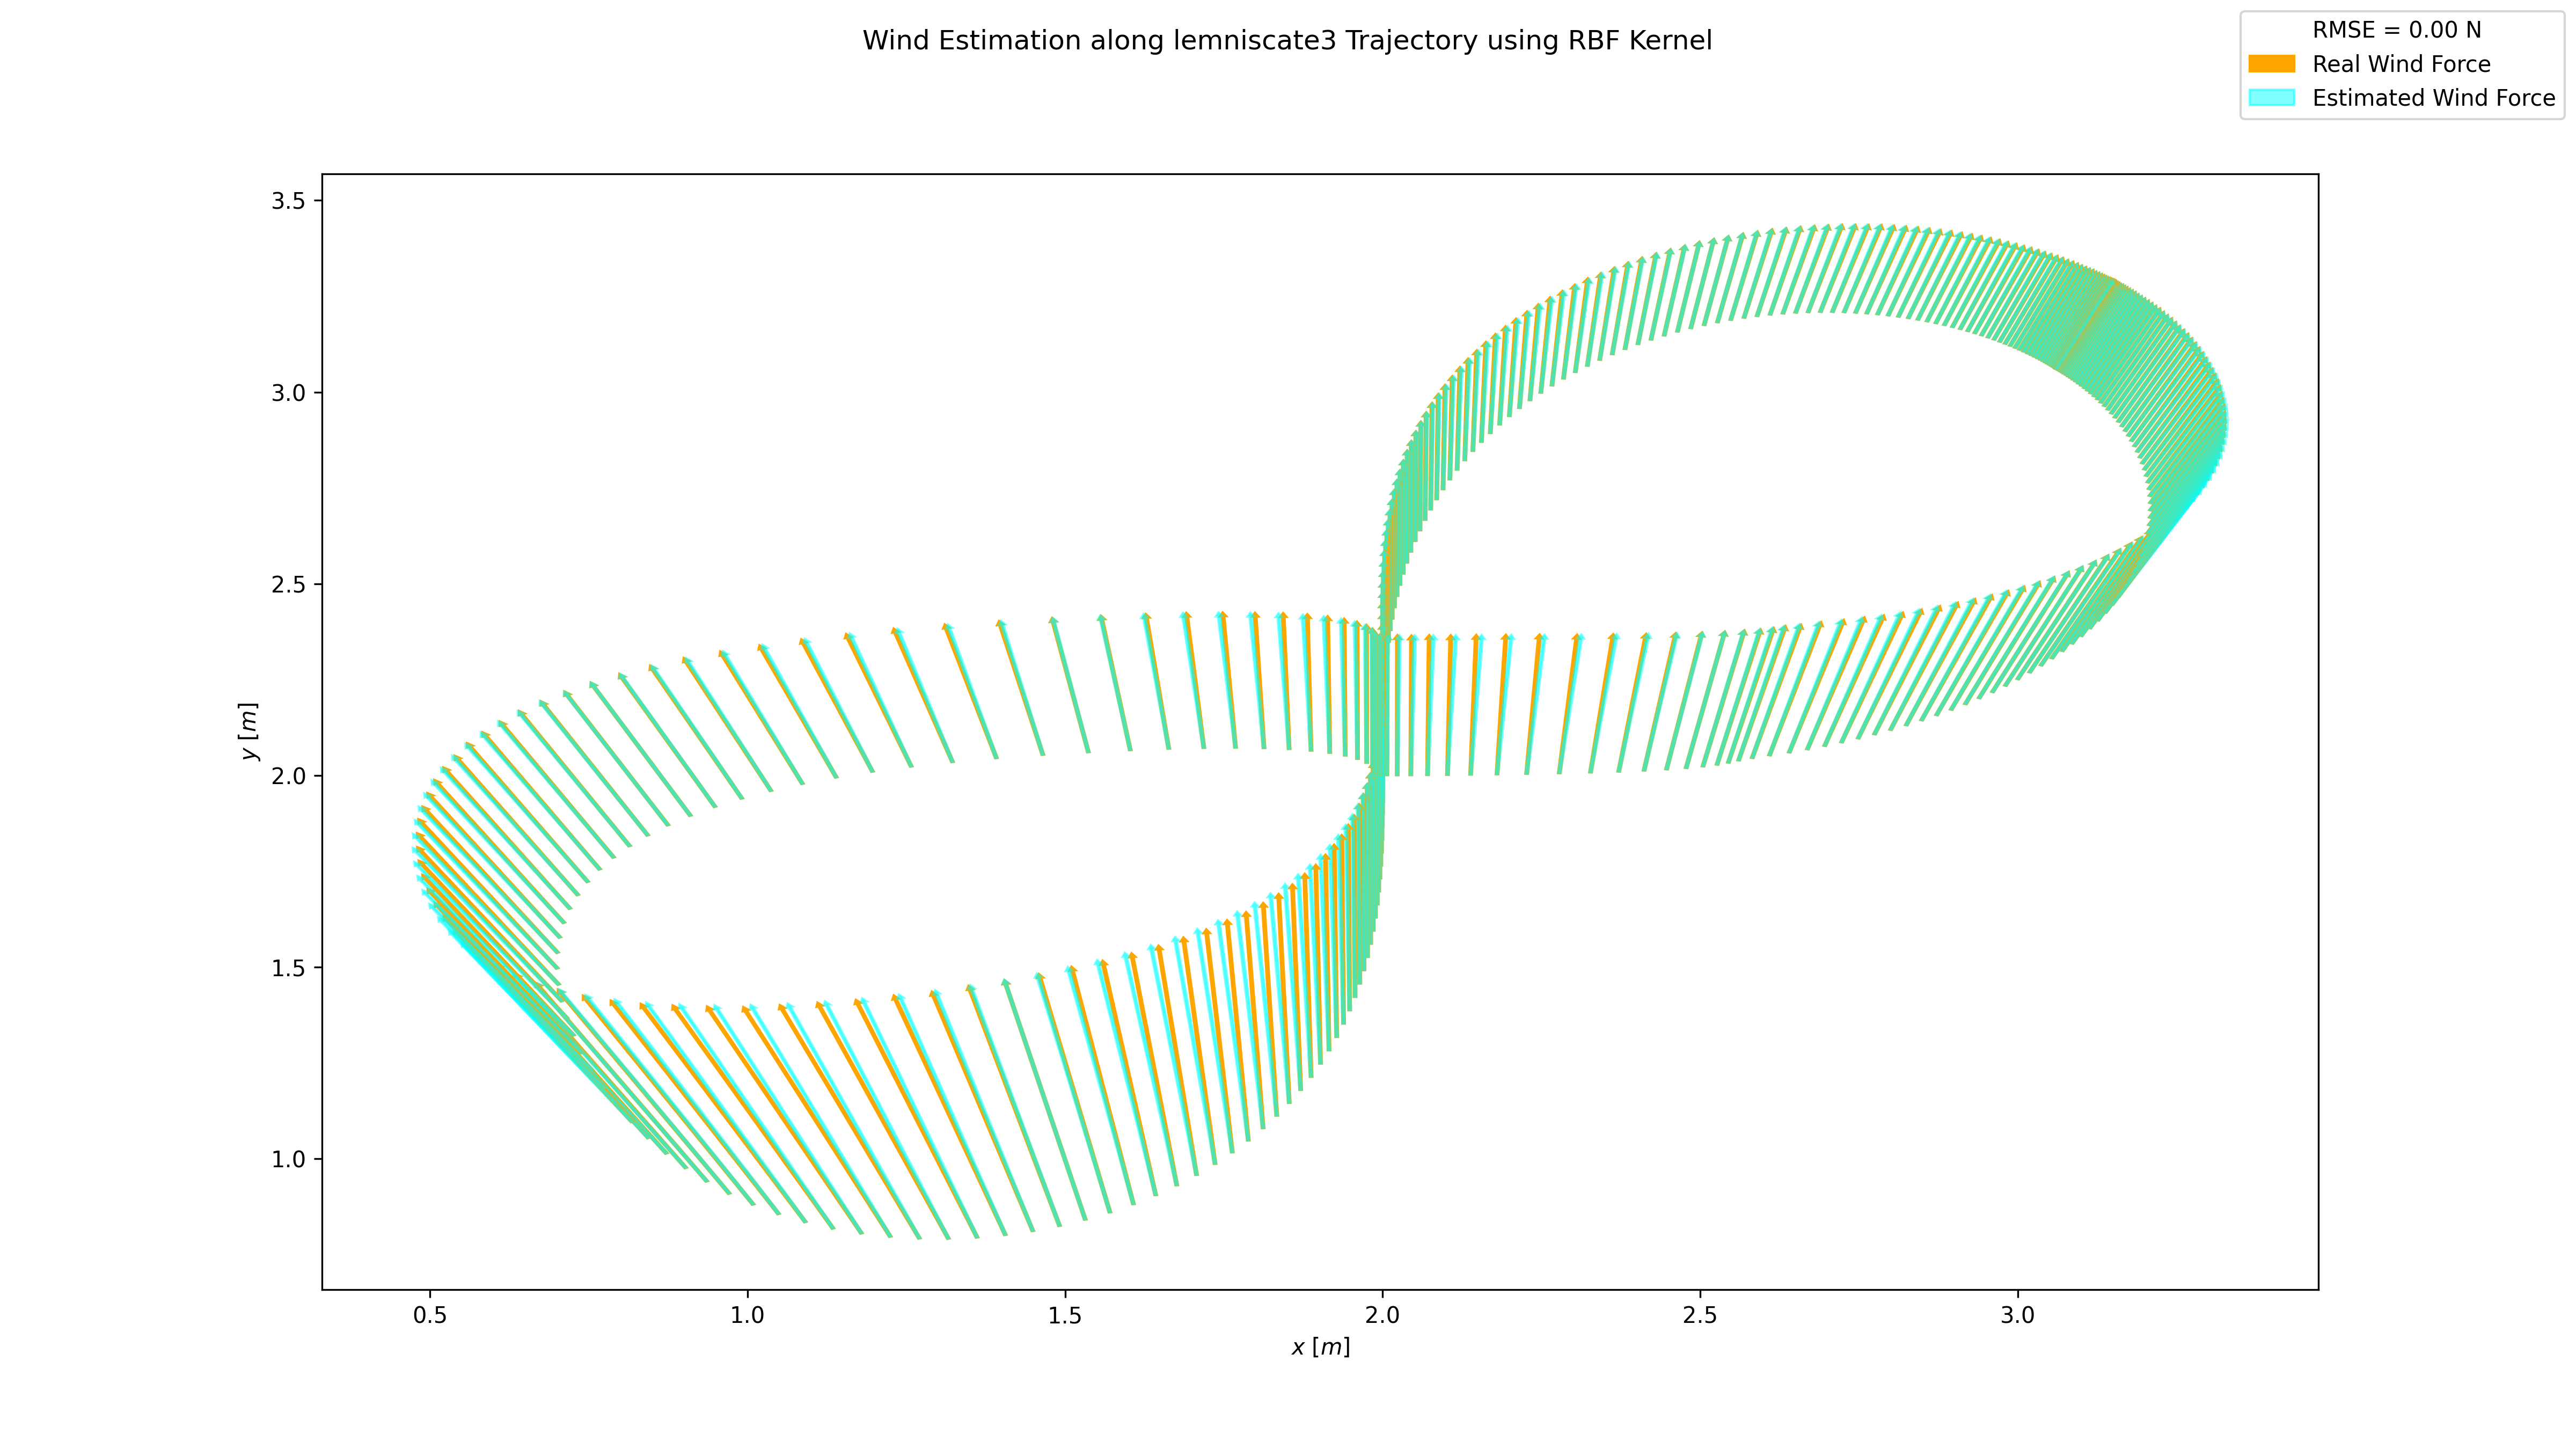 Wind Estimation along lemniscate3 Trajectory using RBF Kernel
RMSE = 0.00 N
Real Wind Force
Estimated Wind Force
3.5
3.0
2.5
2.0
1.5
1.0
y [m]
0.5 1.0 1.5 2.0 2.5 3.0
x [m]